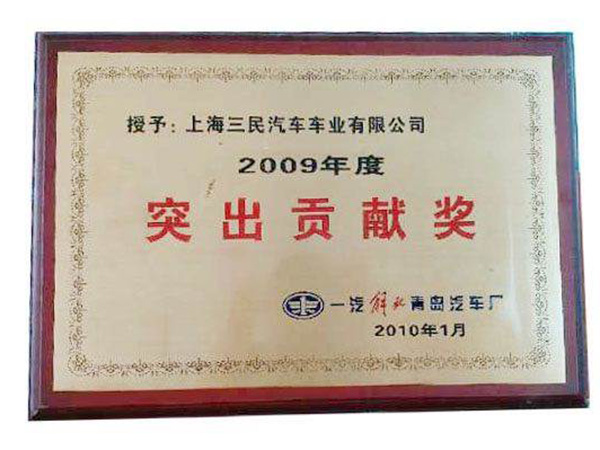 授予：上海三民汽车车业有限公司
2009年度
突出贡献奖
一汽解放青岛汽车厂
2010年1月